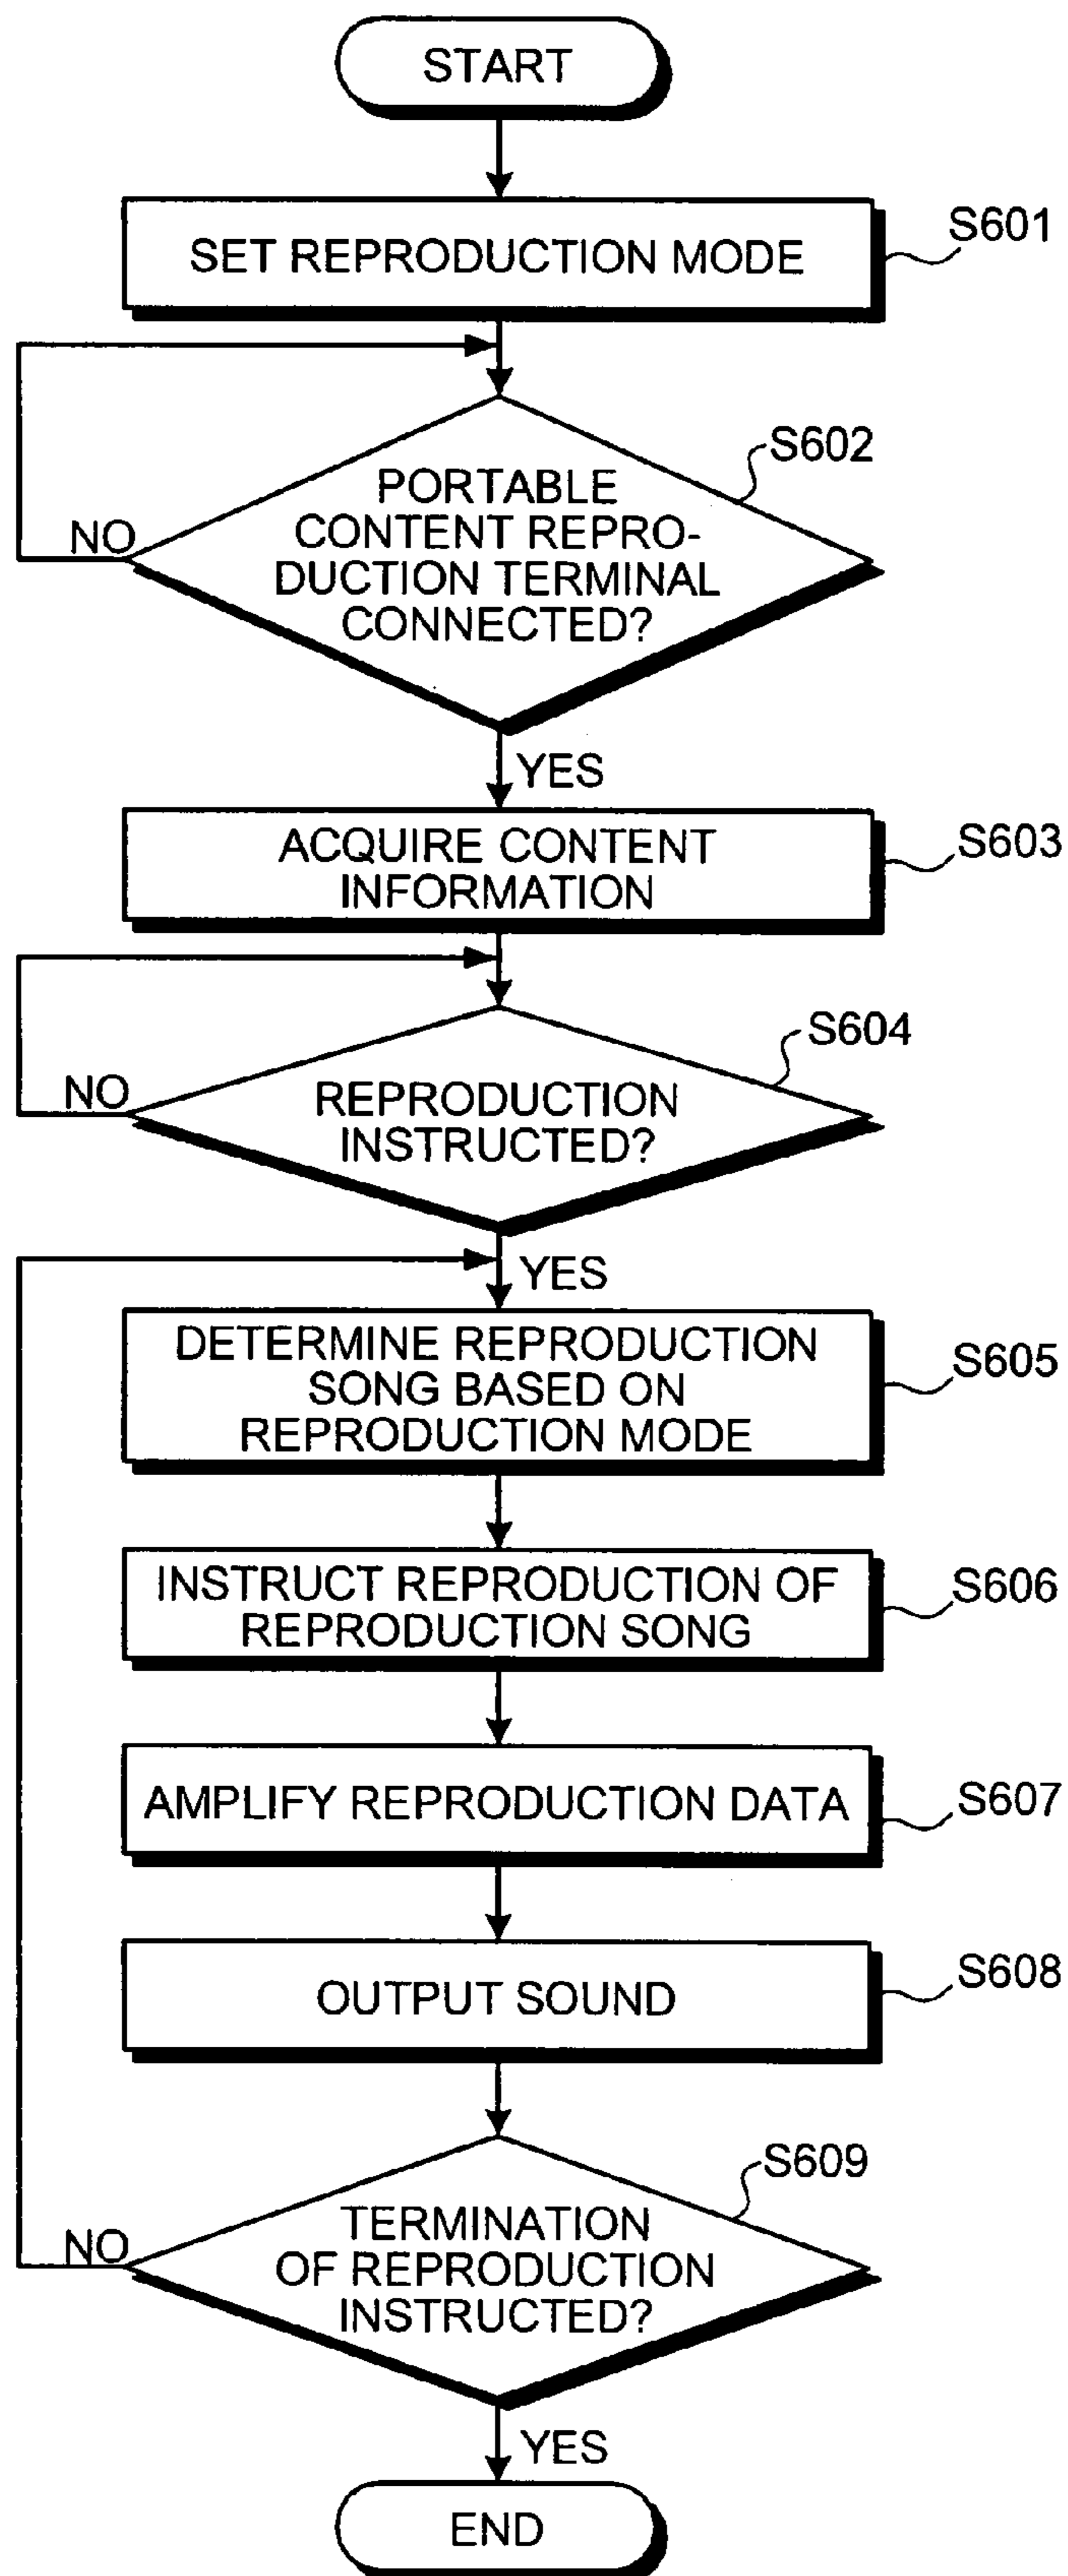 START
SET REPRODUCTION MODE
S601
S602
PORTABLE
CONTENT REPRO-
DUCTION TERMINAL
CONNECTED?
NO
YES
ACQUIRE CONTENT
INFORMATION
S603
S604
REPRODUCTION
INSTRUCTED?
NO
YES
DETERMINE REPRODUCTION
SONG BASED ON
REPRODUCTION MODE
S605
INSTRUCT REPRODUCTION OF
REPRODUCTION SONG
S606
AMPLIFY REPRODUCTION DATA
S607
OUTPUT SOUND
S608
S609
TERMINATION
OF REPRODUCTION
INSTRUCTED?
NO
YES
END